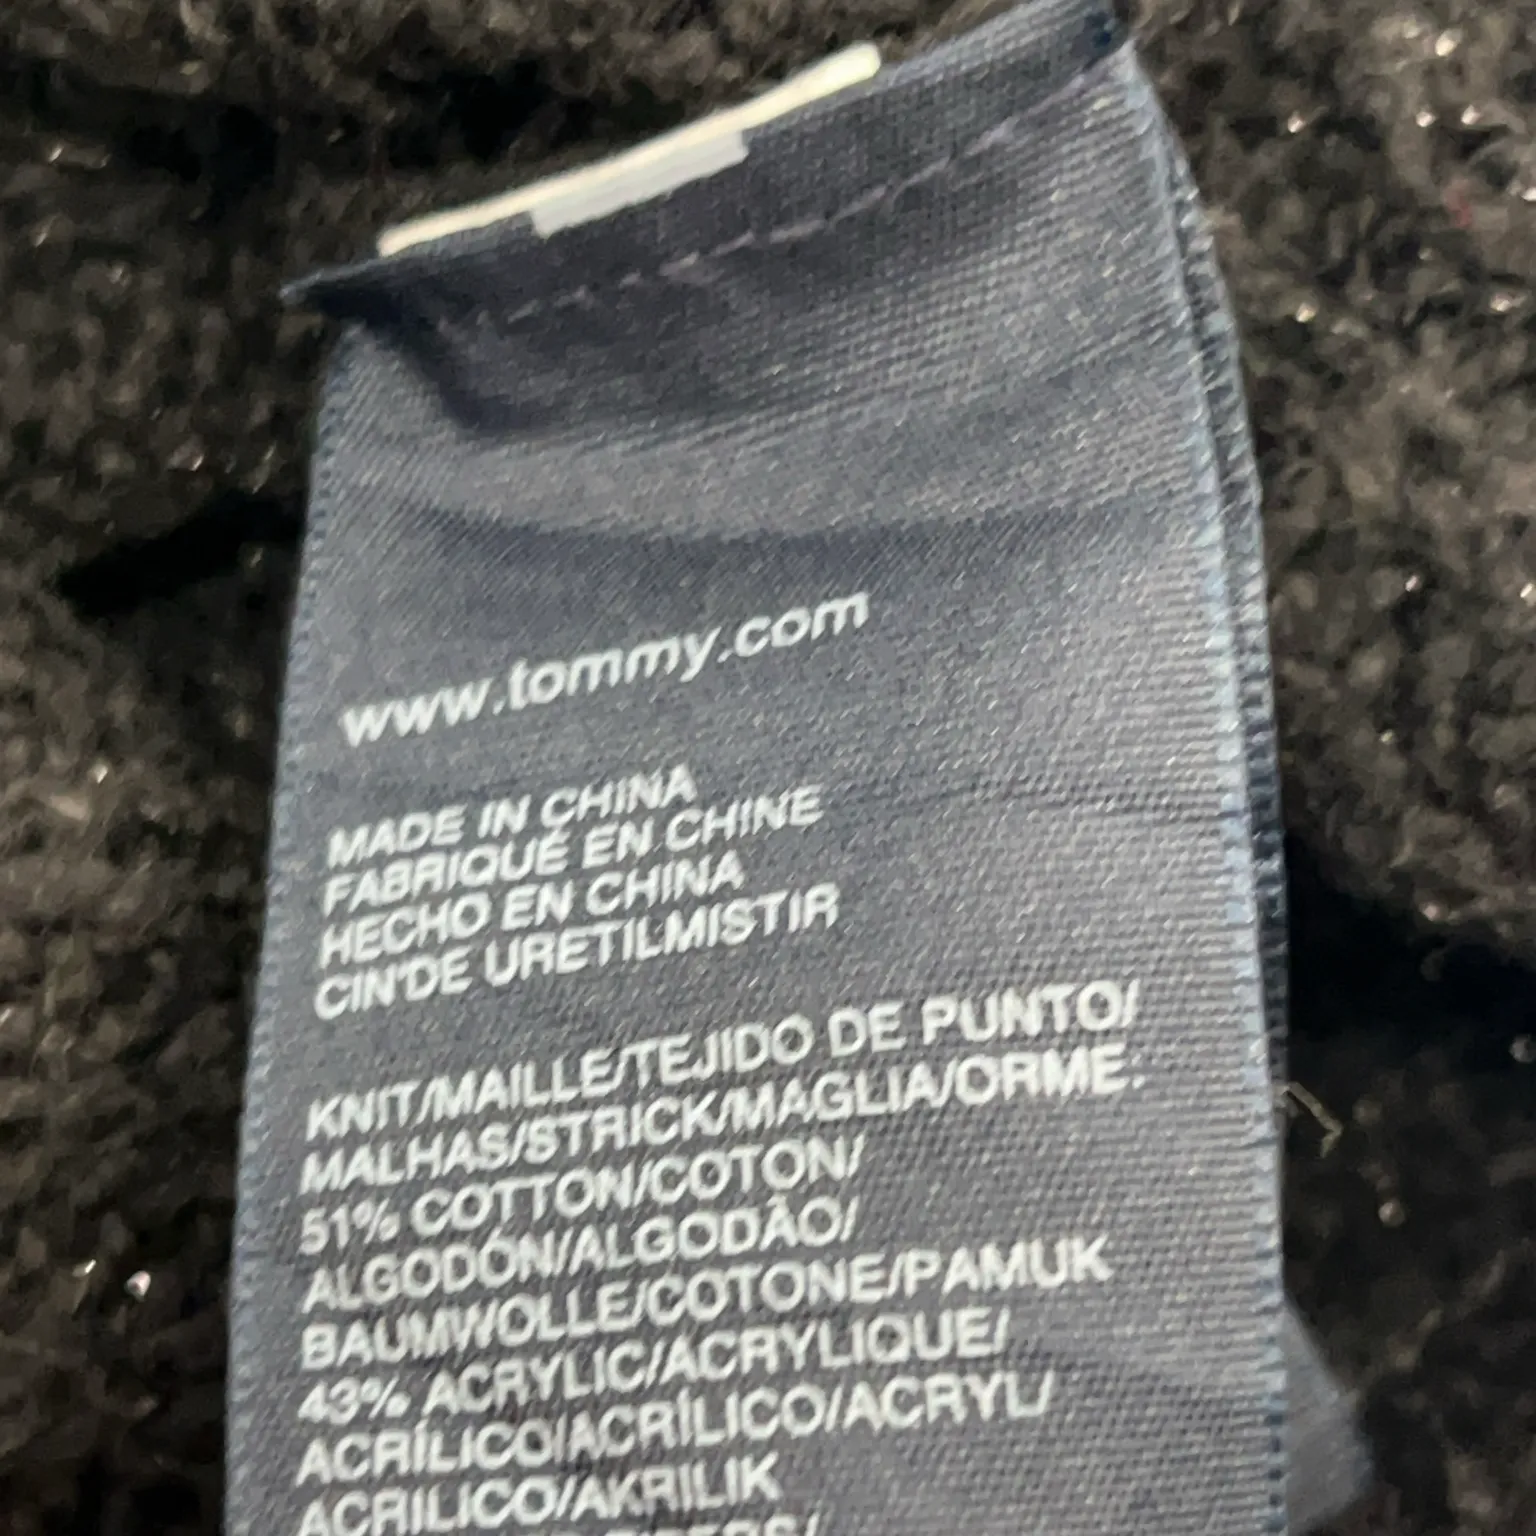 www.tommy.com
MADE IN CHINA
FABRIQUÉ EN CHINE
HECHO EN CHINA
CIN'DE URETILMISTIR
KNIT/MAILLE/TEJIDO DE PUNTO/
MALHAS/STRICK/MAGLIA/ORME.
51% COTTON/COTON/
ALGODÓN/ALGODÃO/
BAUMWOLLE/COTONE/PAMUK
43% ACRYLIC/ACRYLIQUE/
ACRÍLICO/ACRÍLICO/ACRYL/
ACRILICO/AKRILIK